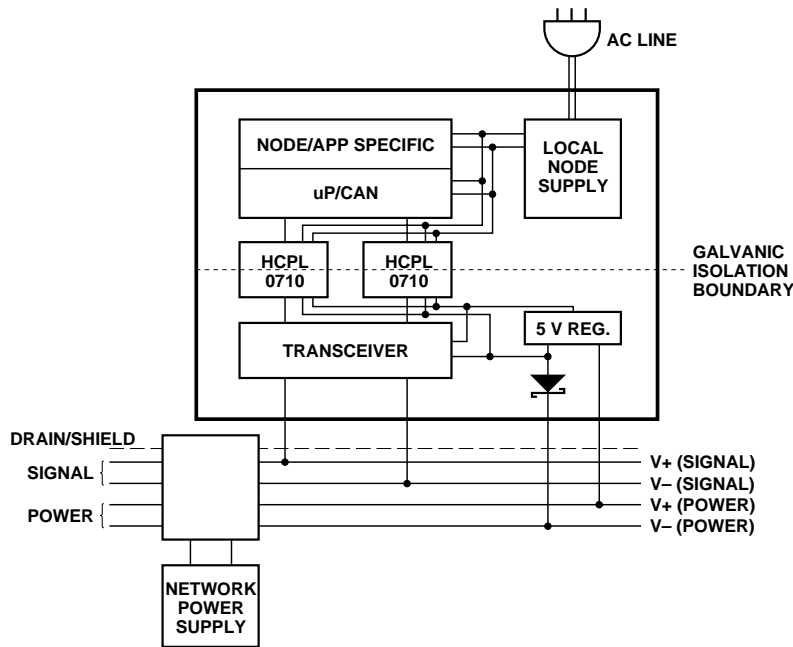 AC LINE
NODE/APP SPECIFIC
uP/CAN
LOCAL
NODE
SUPPLY
HCPL
0710
HCPL
0710
GALVANIC
ISOLATION
BOUNDARY
5 V REG.
TRANSCEIVER
DRAIN/SHIELD
SIGNAL
POWER
V+ (SIGNAL)
V– (SIGNAL)
V+ (POWER)
V– (POWER)
NETWORK
POWER
SUPPLY